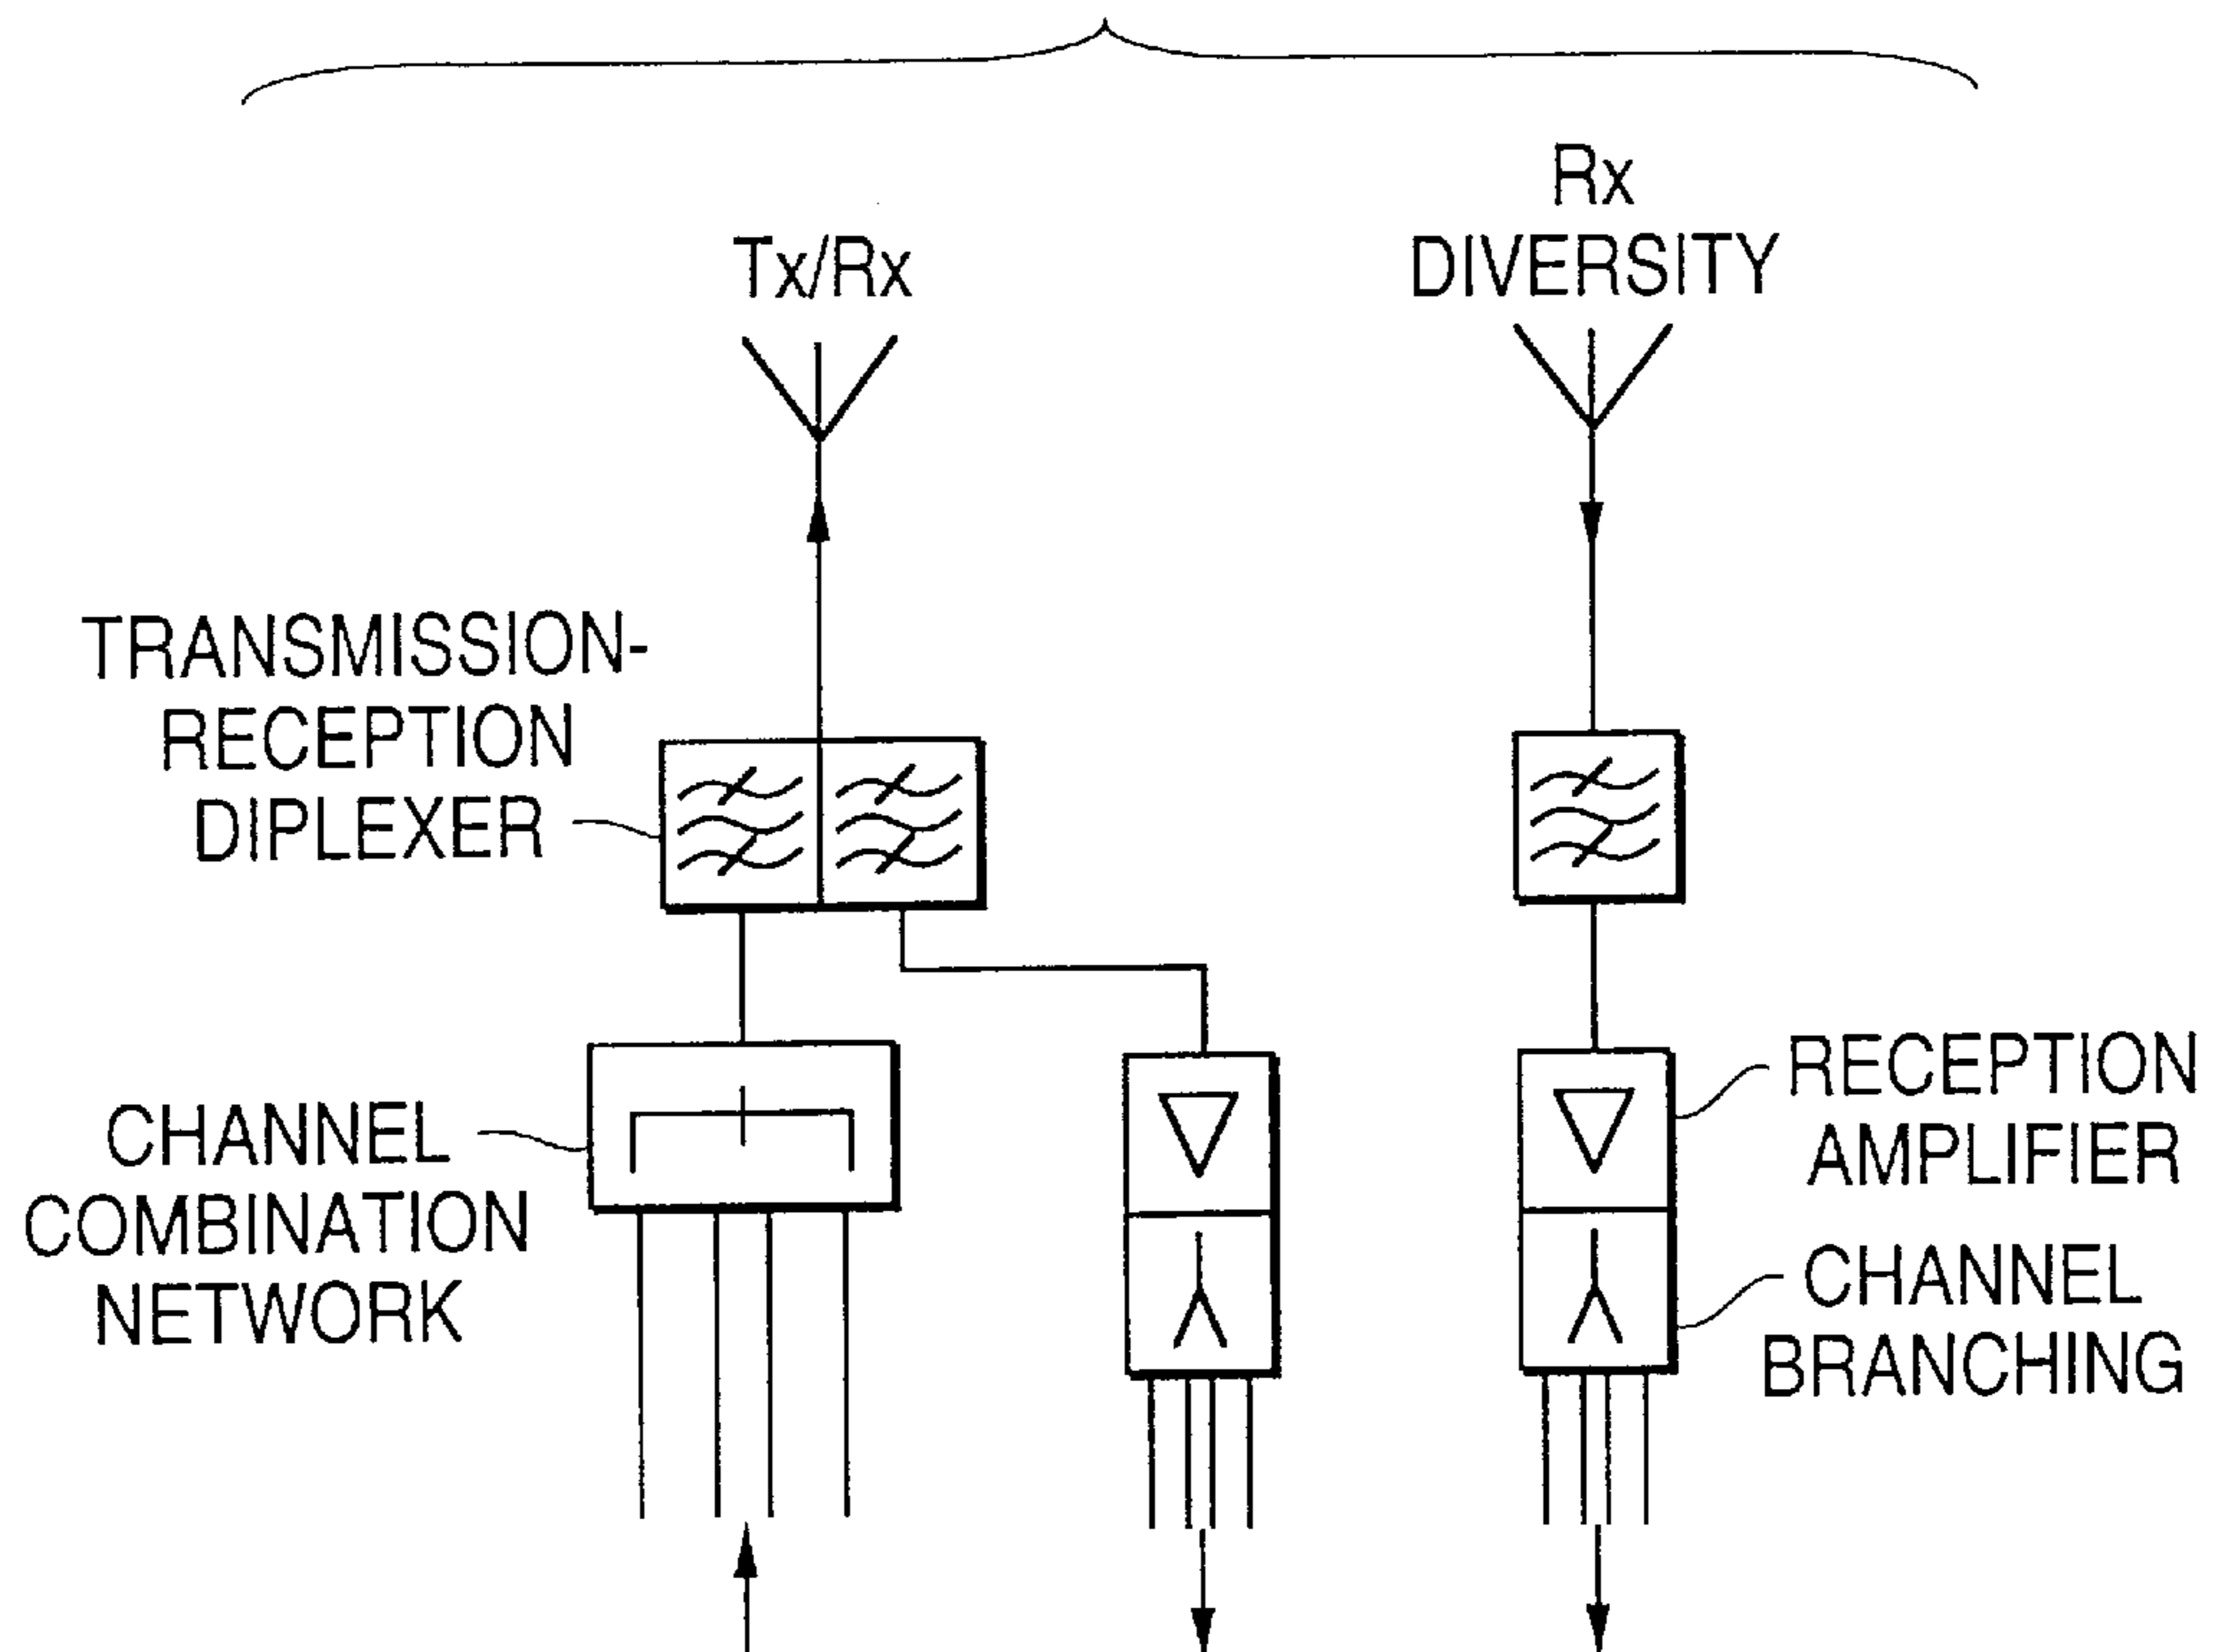 Rx
DIVERSITY
Tx/Rx
TRANSMISSION-
RECEPTION
DIPLEXER
CHANNEL
COMBINATION
NETWORK
RECEPTION
AMPLIFIER
CHANNEL
BRANCHING